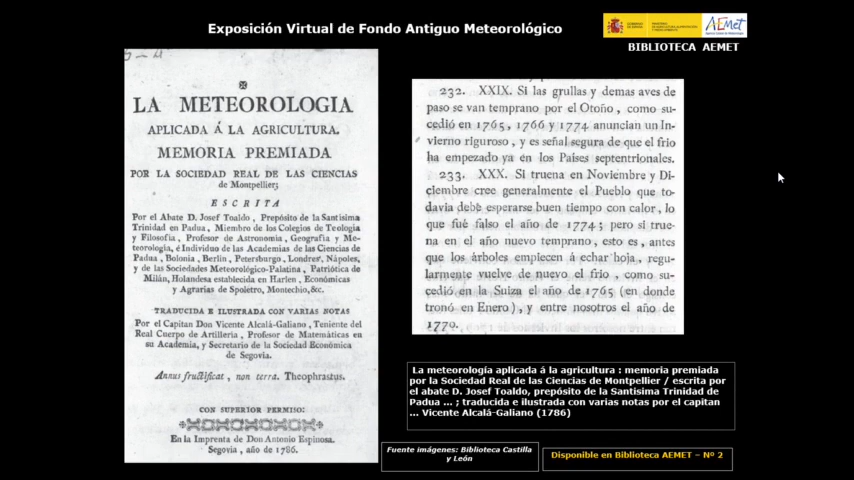 Exposición Virtual de Fondo Antiguo Meteorológico
AEMet
BIBLIOTECA AEMET
LA METEOROLOGIA
APLICADA Á LA AGRICULTURA.
MEMORIA PREMIADA
POR LA SOCIEDAD REAL DE LAS CIENCIAS
de Montpellier;
ESCRITA
Por el Abate D. Josef Toaldo, Prepósito de la Santisima
Trinidad en Padua, Miembro de los Colegios de Teologia
y Filosofia, Profesor de Astronomia, Geografia y Me-
teorologia, é Individuo de las Academias de las Ciencias de
Padua, Bolonia, Berlin, Petersburgo, Londres, Nápoles,
y de las Sociedades Meteorológico-Palatina, Patriótica de
Milán, Holandesa establecida en Harlen, Económicas
y Agrarias de Spoletro, Montechio, &c.
TRADUCIDA E ILUSTRADA CON VARIAS NOTAS
Por el Capitan Don Vicente Alcalá-Galiano, Teniente del
Real Cuerpo de Artilleria, Profesor de Matemáticas en
su Academia, y Secretario de la Sociedad Económica
de Segovia.
Annus fructificat, non terra. Theophrastus.
CON SUPERIOR PERMISO:
En la Imprenta de Don Antonio Espinosa.
Segovia, año de 1786.
232. XXIX. Si las grullas y demas aves de
paso se van temprano por el Otoño, como su-
cedió en 1765, 1766 y 1774 anuncian un In-
vierno riguroso, y es señal segura de que el frio
ha empezado ya en los Países septentrionales.
233. XXX. Si truena en Noviembre y Di-
ciembre cree generalmente el Pueblo que to-
davia debe esperarse buen tiempo con calor, lo
que fué falso el año de 1774; pero si true-
na en el año nuevo temprano, esto es, antes
que los árboles empiecen á echar hoja, regu-
larmente vuelve de nuevo el frio, como su-
cedió en la Suiza el año de 1765 (en donde
tronó en Enero), y entre nosotros el año de
1770.
La meteorología aplicada á la agricultura : memoria premiada
por la Sociedad Real de las Ciencias de Montpellier / escrita por
el abate D. Josef Toaldo, prepósito de la Santisima Trinidad de
Padua ... ; traducida e ilustrada con varias notas por el capitan
... Vicente Alcalá-Galiano (1786)
Fuente imágenes: Biblioteca Castilla
y León
Disponible en Biblioteca AEMET – Nº 2